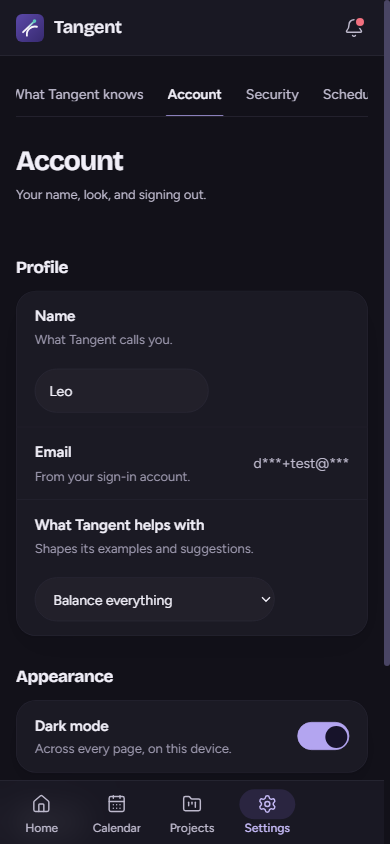 Tangent
What Tangent knows Account Security Schedu
Account
Your name, look, and signing out.
Profile
Name
What Tangent calls you.
Leo
Email
From your sign-in account.
d***+test@***
What Tangent helps with
Shapes its examples and suggestions.
Balance everything
Appearance
Dark mode
Across every page, on this device.
Home Calendar Projects Settings